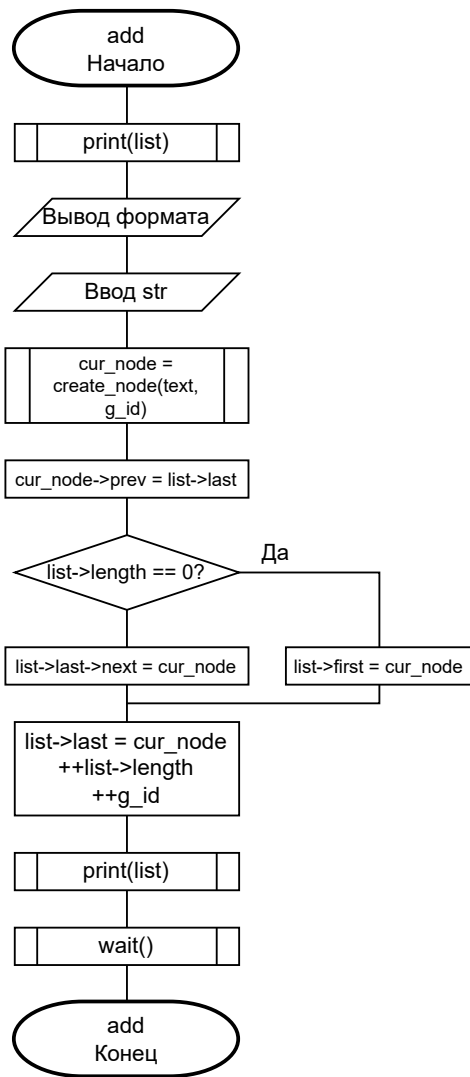 add
Начало
print(list)
Вывод формата
Ввод str
cur_node =
create_node(text,
g_id)
cur_node->prev = list->last
list->length == 0?
Да
list->last->next = cur_node
list->first = cur_node
list->last = cur_node
++list->length
++g_id
print(list)
wait()
add
Конец